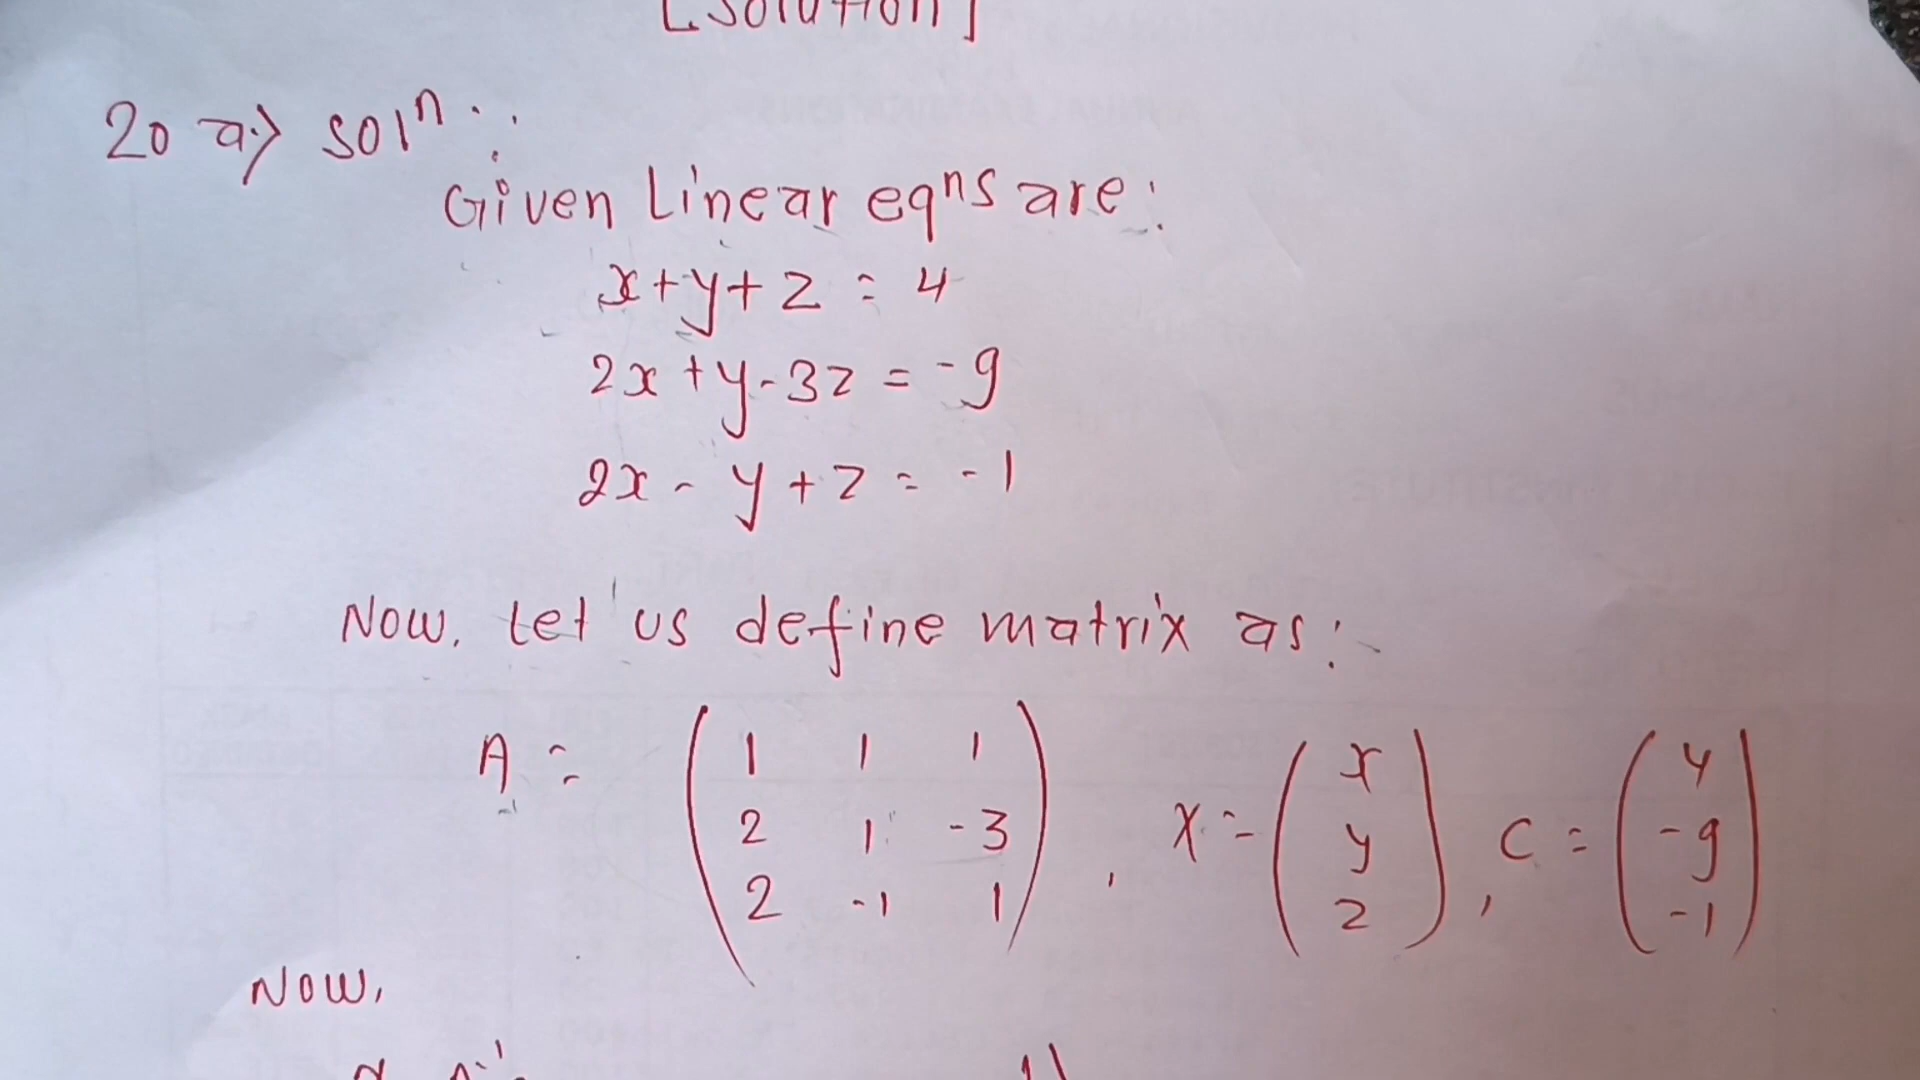 [Solution]
20 a.) solⁿ :
Given Linear eqⁿs are:
x+y+z = 4
2x+y-3z = -9
2x-y+z = -1
Now, Let us define matrix as:
A = ( 1 1 1 , X = ( x , C = ( 4
2 1 -3 y -9
2 -1 1 ) z ) -1 )
Now,